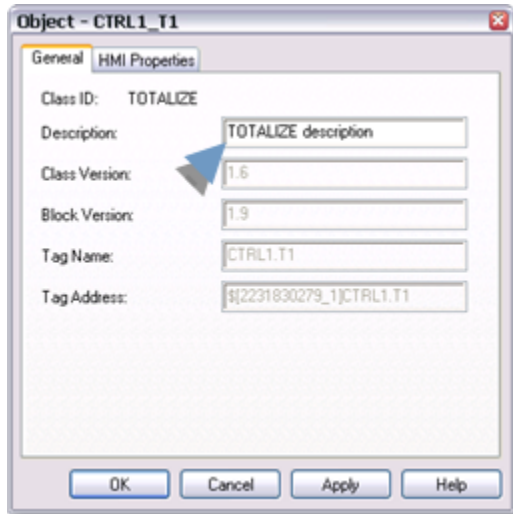 Object - CTRL1_T1
General HMI Properties
Class ID: TOTALIZE
Description: TOTALIZE description
Class Version: 1.6
Block Version: 1.9
Tag Name: CTRL1.T1
Tag Address: $[2231830279_1]CTRL1.T1
OK Cancel Apply Help